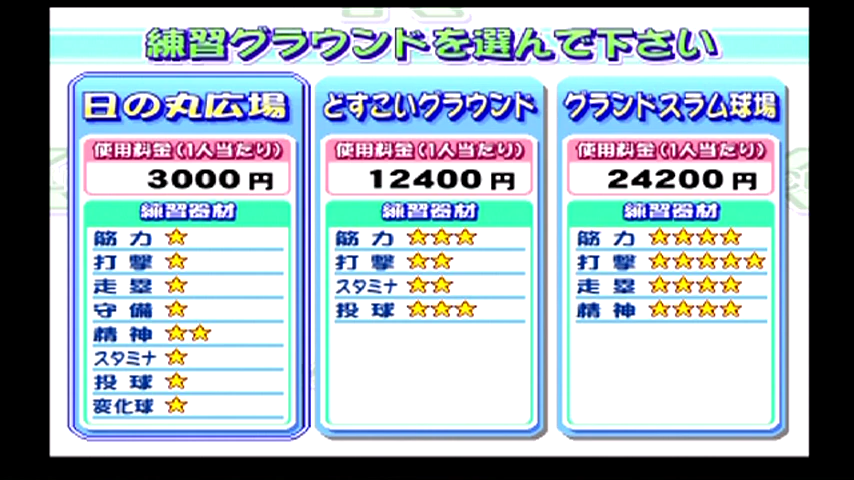 練習グラウンドを選んで下さい
日の丸広場
使用料金(1人当たり)
3000円
練習器材
筋力 ★
打撃 ★
走塁 ★
守備 ★
精神 ★★
スタミナ ★
投球 ★
変化球 ★
どすこいグラウンド
使用料金(1人当たり)
12400円
練習器材
筋力 ★★★
打撃 ★★
スタミナ ★★
投球 ★★★
グランドスラム球場
使用料金(1人当たり)
24200円
練習器材
筋力 ★★★★
打撃 ★★★★★
走塁 ★★★★
精神 ★★★★